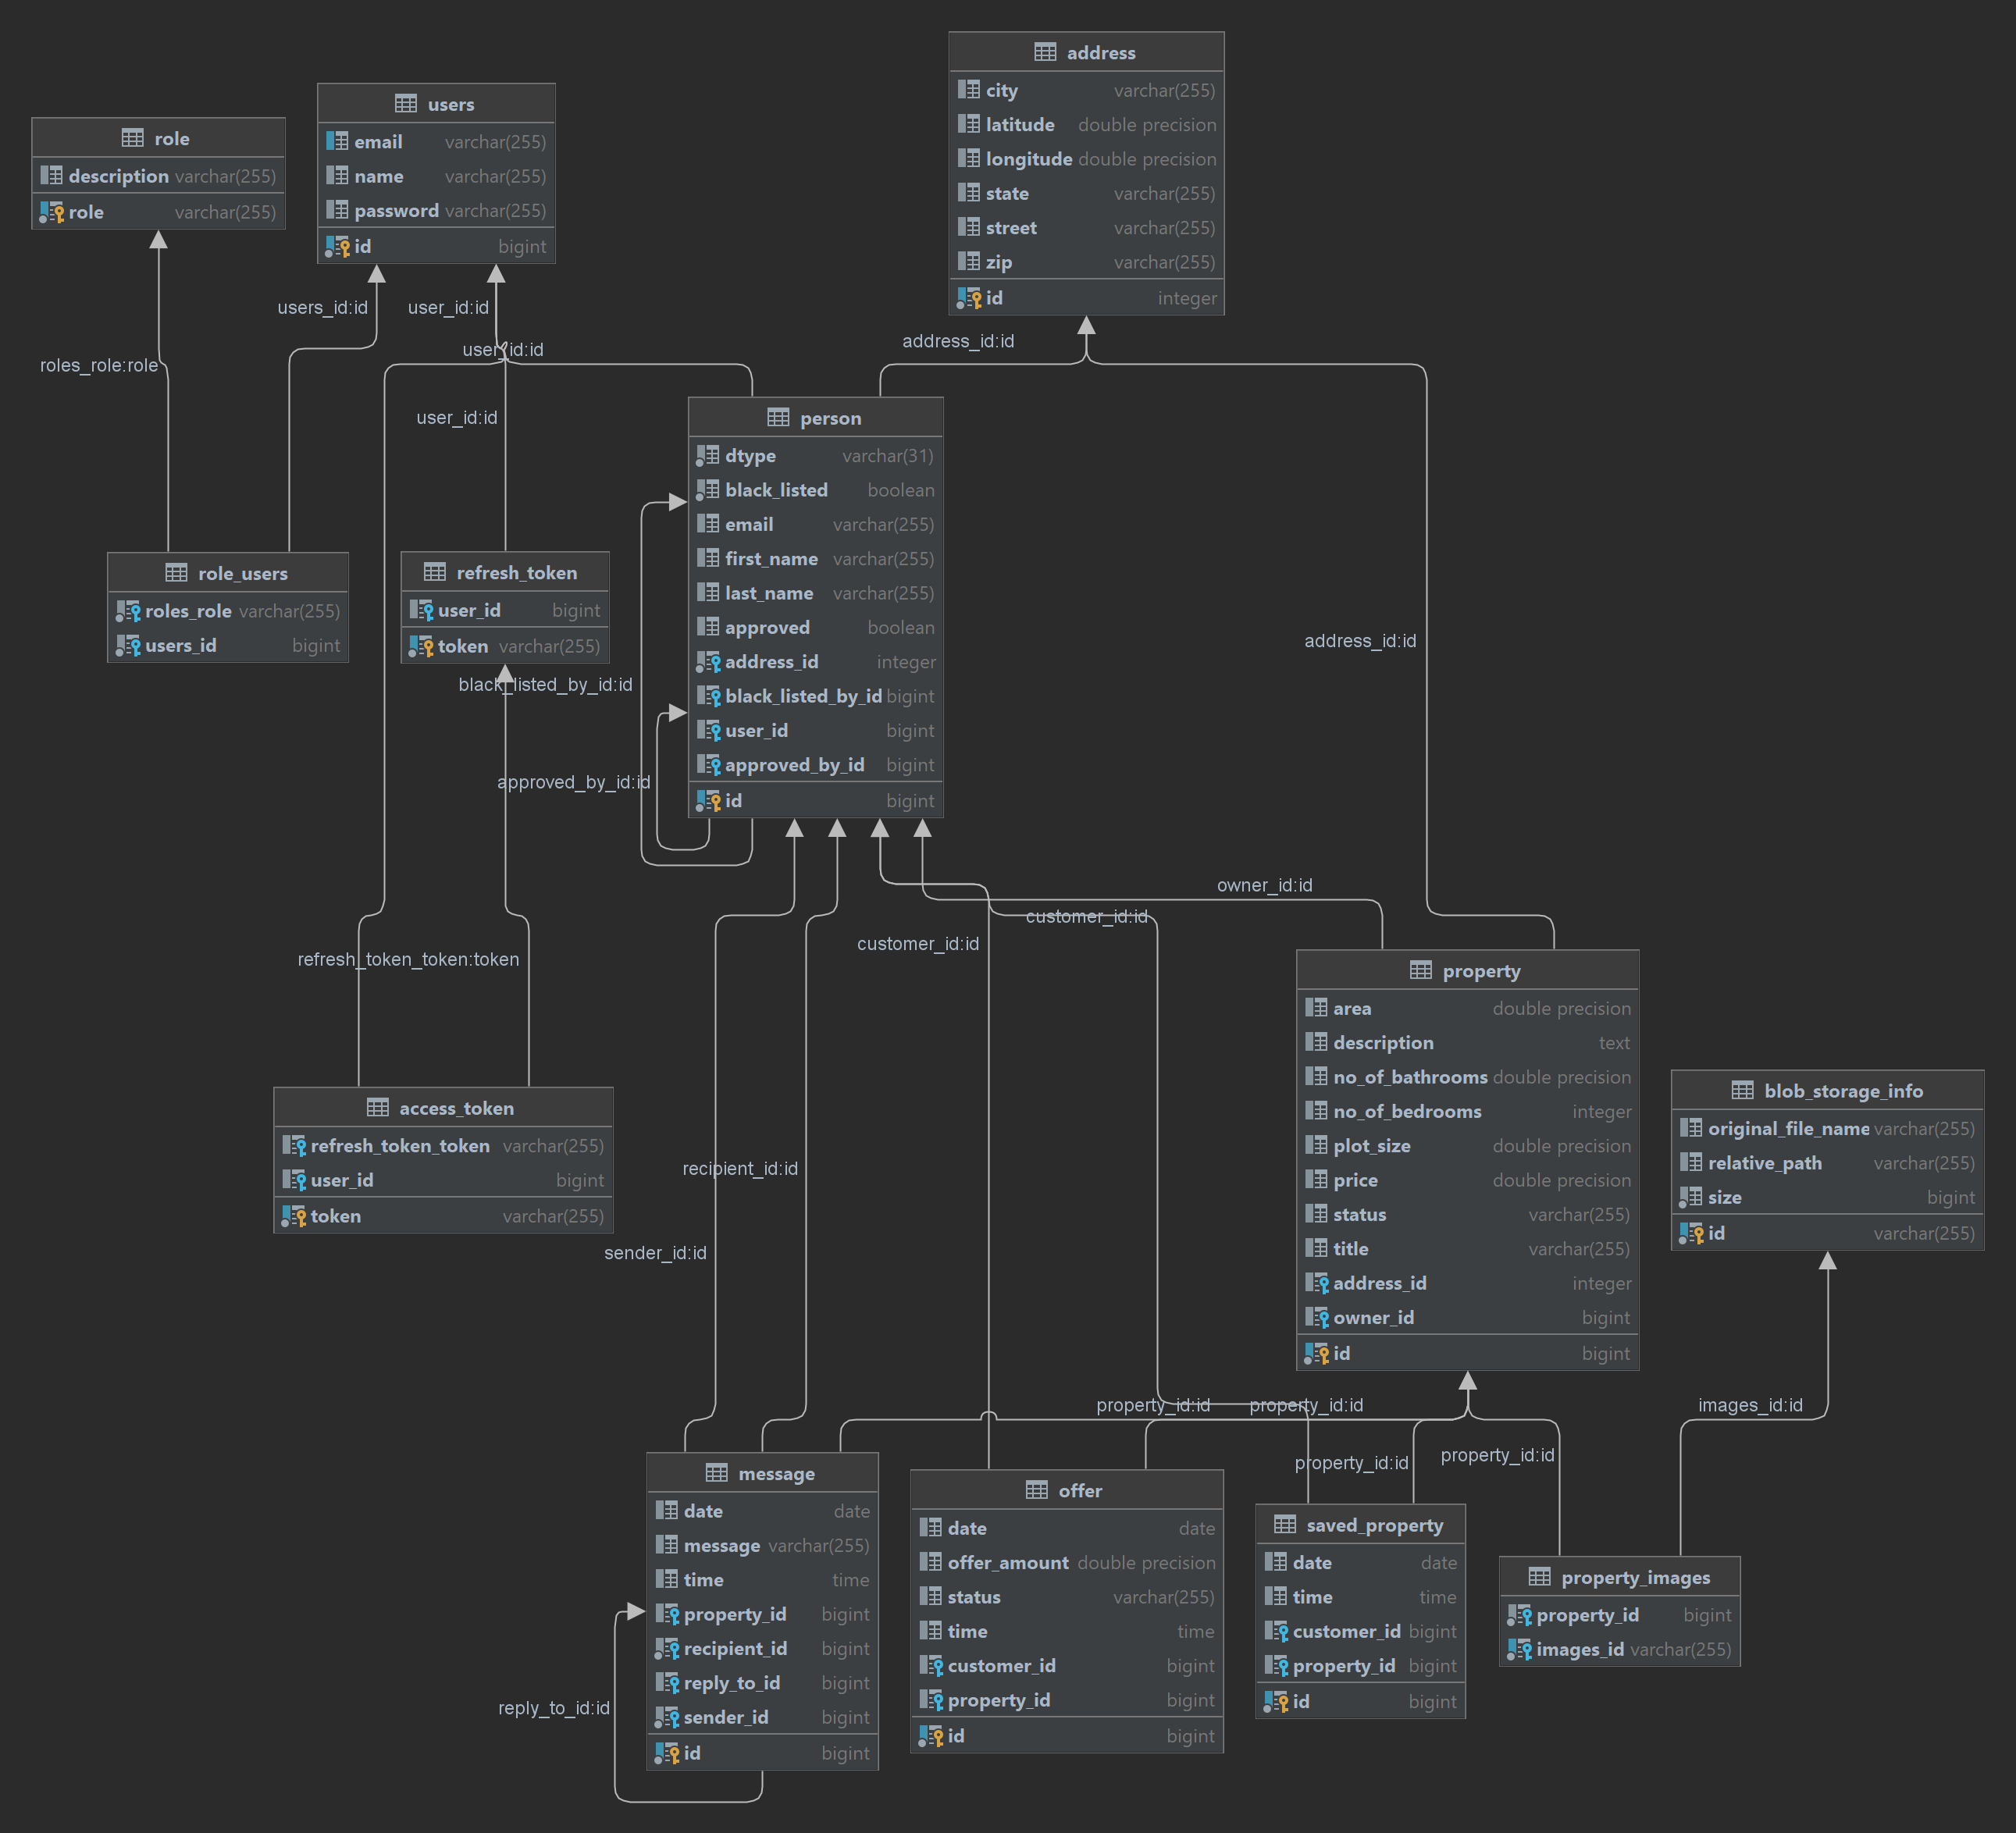 address
city varchar(255)
latitude double precision
longitude double precision
state varchar(255)
street varchar(255)
zip varchar(255)
id integer
users
email varchar(255)
name varchar(255)
password varchar(255)
id bigint
role
description varchar(255)
role varchar(255)
users_id:id
user_id:id
user_id:id
address_id:id
roles_role:role
user_id:id
person
dtype varchar(31)
black_listed boolean
email varchar(255)
first_name varchar(255)
last_name varchar(255)
approved boolean
address_id integer
black_listed_by_id bigint
user_id bigint
approved_by_id bigint
id bigint
role_users
roles_role varchar(255)
users_id bigint
refresh_token
user_id bigint
token varchar(255)
address_id:id
black_listed_by_id:id
approved_by_id:id
owner_id:id
customer_id:id
customer_id:id
refresh_token_token:token
property
area double precision
description text
no_of_bathrooms double precision
no_of_bedrooms integer
plot_size double precision
price double precision
status varchar(255)
title varchar(255)
address_id integer
owner_id bigint
id bigint
blob_storage_info
original_file_name varchar(255)
relative_path varchar(255)
size bigint
id varchar(255)
access_token
refresh_token_token varchar(255)
user_id bigint
token varchar(255)
recipient_id:id
sender_id:id
property_id:id
property_id:id
images_id:id
property_id:id
property_id:id
message
date date
message varchar(255)
time time
property_id bigint
recipient_id bigint
reply_to_id bigint
sender_id bigint
id bigint
offer
date date
offer_amount double precision
status varchar(255)
time time
customer_id bigint
property_id bigint
id bigint
saved_property
date date
time time
customer_id bigint
property_id bigint
id bigint
property_images
property_id bigint
images_id varchar(255)
reply_to_id:id